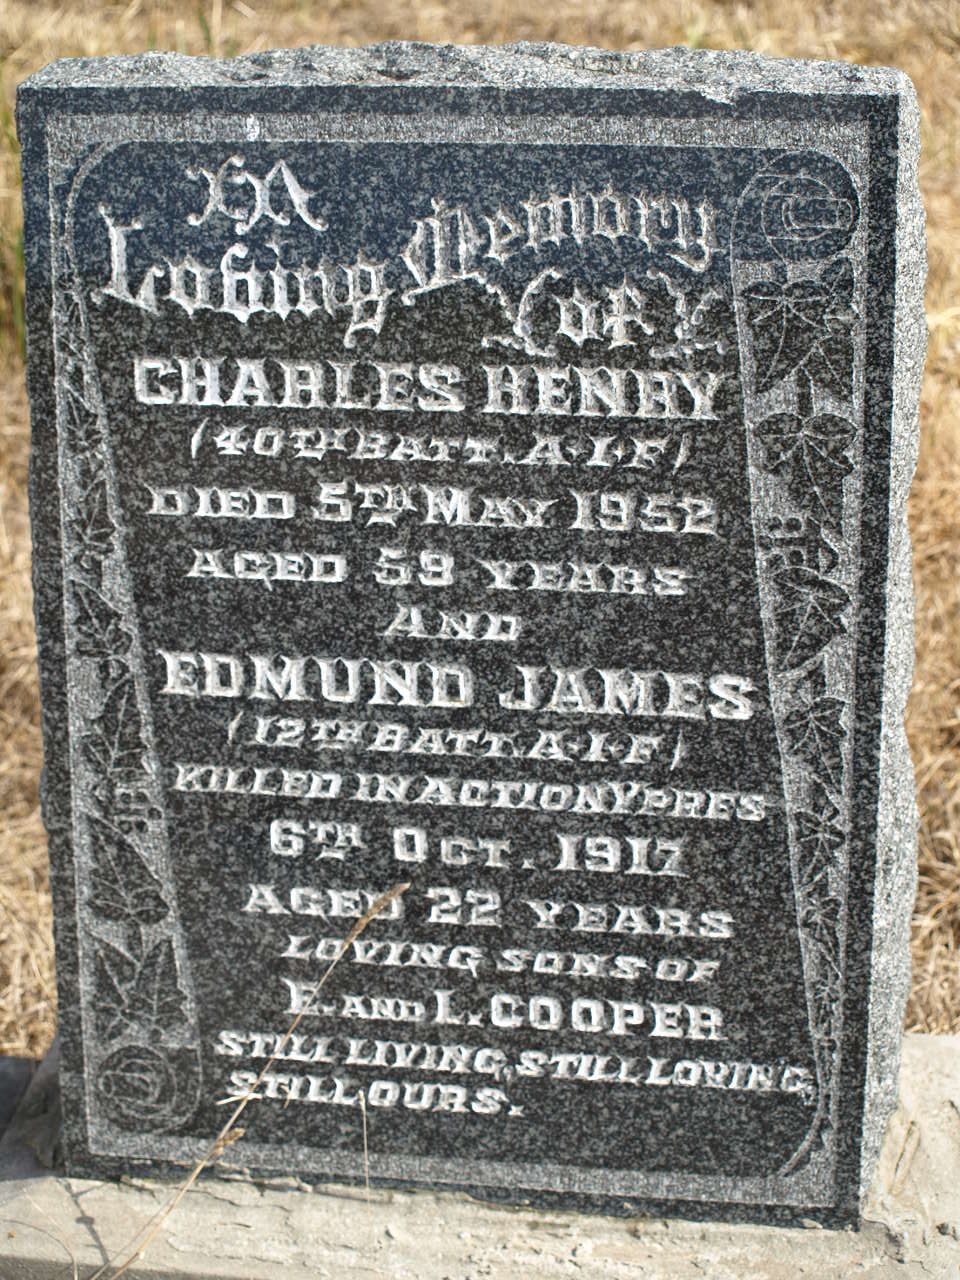 In
Loving Memory
of
CHARLES HENRY
(40TH BATT. A.I.F)
DIED 5TH MAY 1952
AGED 59 YEARS
AND
EDMUND JAMES
(12TH BATT. A.I.F)
KILLED IN ACTION YPRES
6TH OCT. 1917
AGED 22 YEARS
LOVING SONS OF
E. AND L. COOPER
STILL LIVING, STILL LOVING,
STILL OURS.